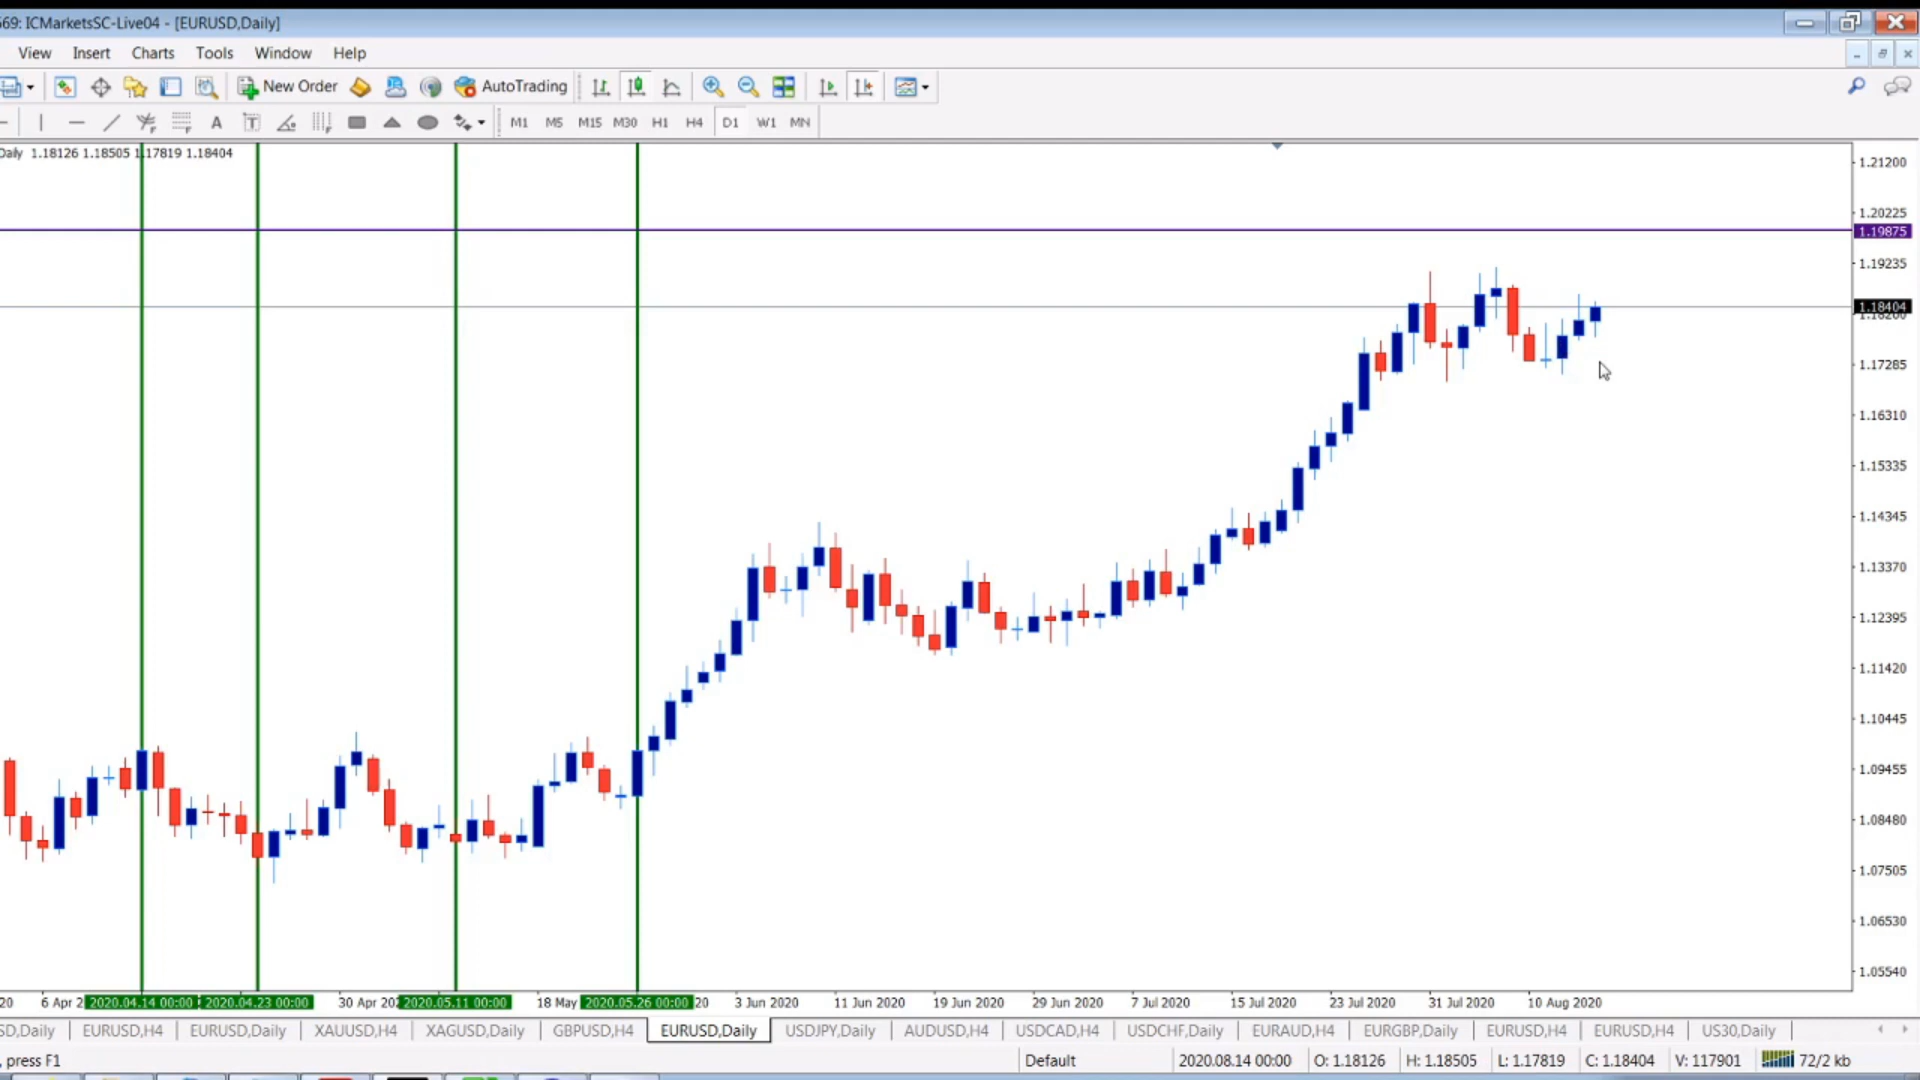 669: ICMarketsSC-Live04 - [EURUSD,Daily]
View Insert Charts Tools Window Help
New Order AutoTrading
A T M1 M5 M15 M30 H1 H4 D1 W1 MN
Daily 1.18126 1.18505 1.17819 1.18404
1.21200
1.20225
1.19875
1.19235
1.18404
1.17285
1.16310
1.15335
1.14345
1.13370
1.12395
1.11420
1.10445
1.09455
1.08480
1.07505
1.06530
1.05540
20 6 Apr 2 2020.04.14 00:00 2020.04.23 00:00 30 Apr 202 2020.05.11 00:00 18 May 2020.05.26 00:00 20 3 Jun 2020 11 Jun 2020 19 Jun 2020 29 Jun 2020 7 Jul 2020 15 Jul 2020 23 Jul 2020 31 Jul 2020 10 Aug 2020
SD,Daily EURUSD,H4 EURUSD,Daily XAUUSD,H4 XAGUSD,Daily GBPUSD,H4 EURUSD,Daily USDJPY,Daily AUDUSD,H4 USDCAD,H4 USDCHF,Daily EURAUD,H4 EURGBP,Daily EURUSD,H4 EURUSD,H4 US30,Daily
, press F1 Default 2020.08.14 00:00 O: 1.18126 H: 1.18505 L: 1.17819 C: 1.18404 V: 117901 72/2 kb